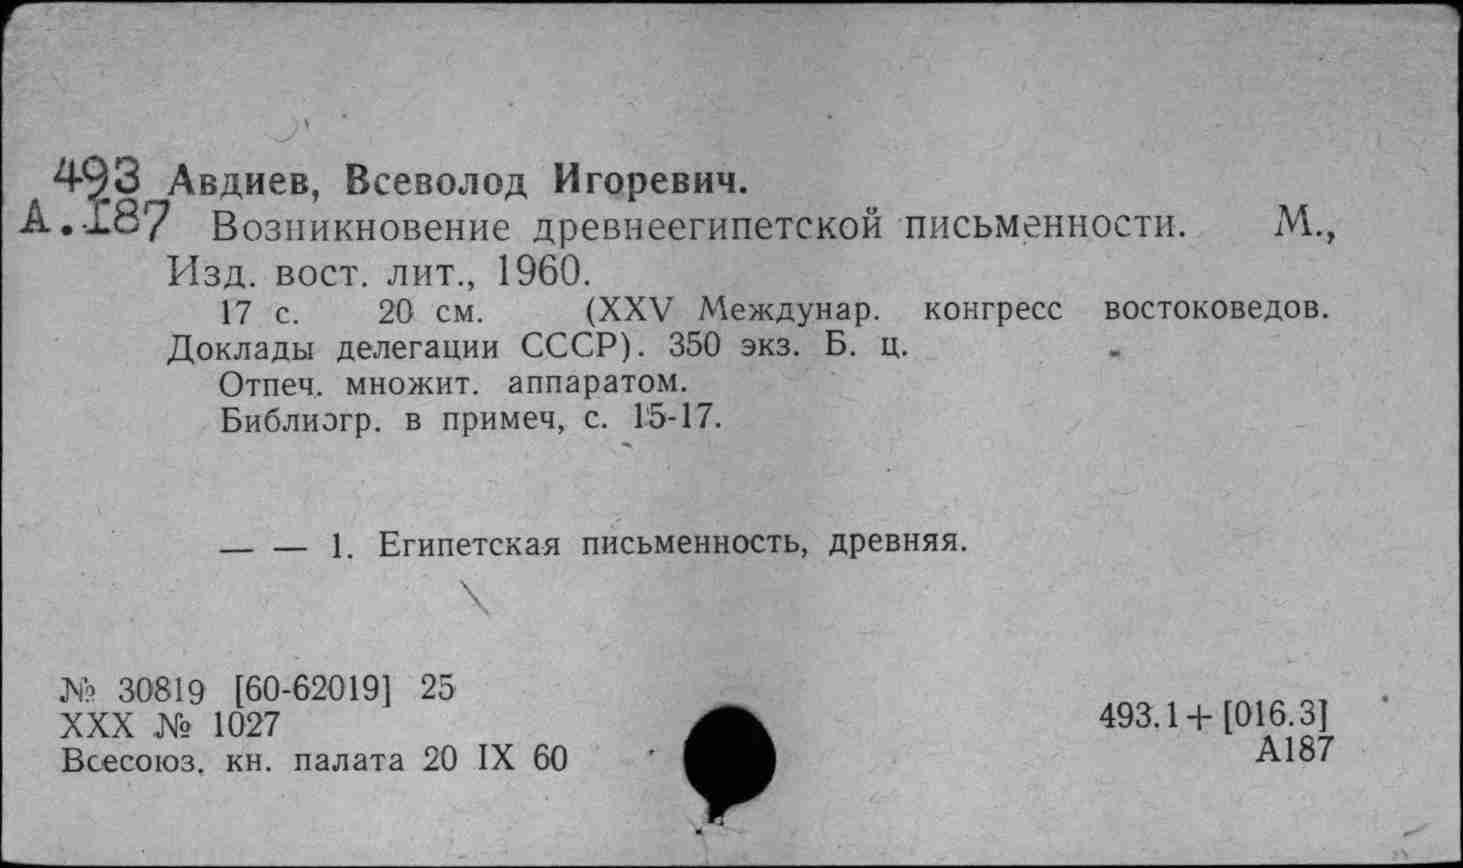 493 Авдиев, Всеволод Игоревич.
А.187 Возникновение древнеегипетской письменности. М.,
Изд. вост. лит., 1960.
17 с. 20 см. (XXV Междунар. конгресс востоковедов.
Доклады делегации СССР). 350 экз. Б. ц.
Отпеч. множит. аппаратом.
Библиогр. в примеч, с. 15-17.
— — 1. Египетская письменность, древняя.
№ 30819 [60-62019] 25
XXX № 1027
Всесоюз. кн. палата 20 IX 60
493.1+[016.3]
А187